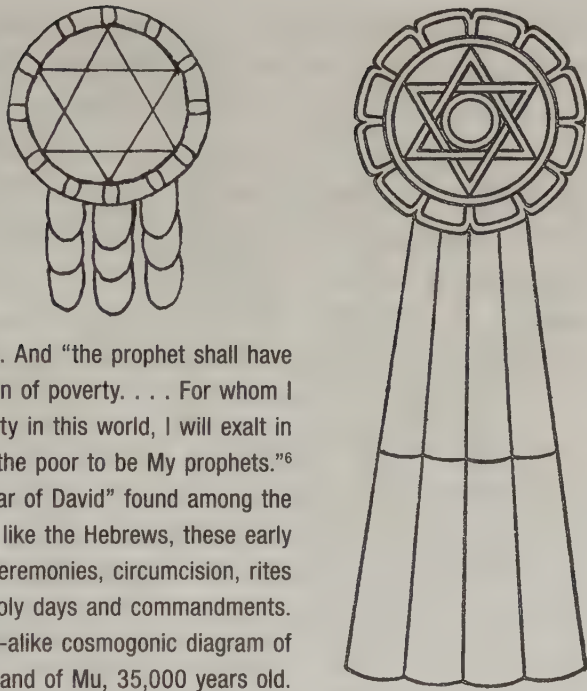 . And “the prophet shall have
n of poverty. . . . For whom I
ty in this world, I will exalt in
the poor to be My prophets.”6
ar of David” found among the
like the Hebrews, these early
eremonies, circumcision, rites
oly days and commandments.
-alike cosmogonic diagram of
and of Mu, 35,000 years old.